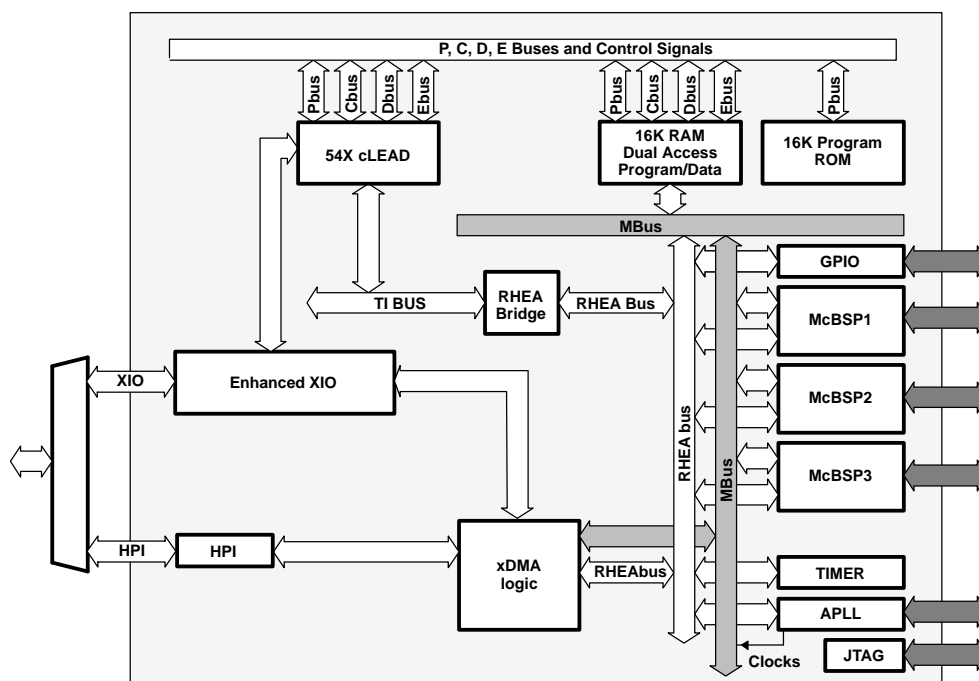 P, C, D, E Buses and Control Signals
Pbus
Cbus
Dbus
Ebus
Pbus
Cbus
Dbus
Ebus
Pbus
54X cLEAD
16K RAM
Dual Access
Program/Data
16K Program
ROM
MBus
GPIO
TI BUS
RHEA
Bridge
RHEA Bus
McBSP1
XIO
Enhanced XIO
McBSP2
RHEA bus
MBus
McBSP3
HPI
HPI
xDMA
logic
RHEAbus
TIMER
APLL
Clocks
JTAG